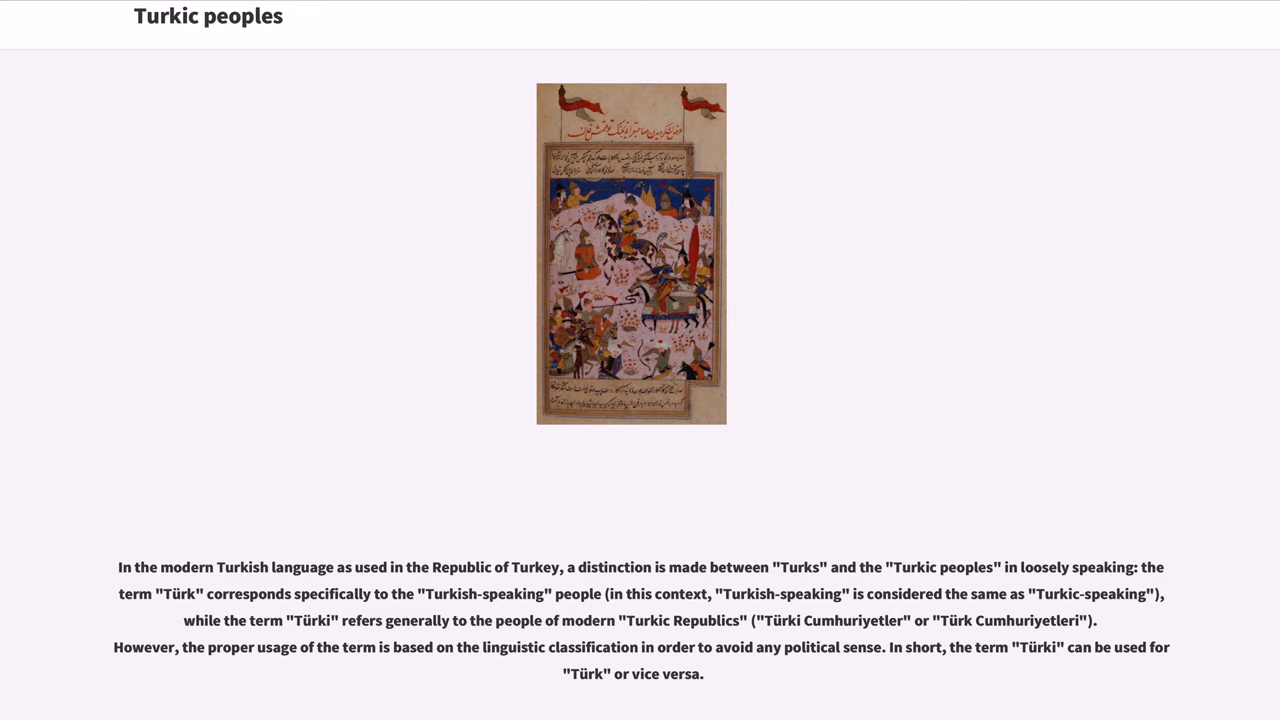 Turkic peoples
In the modern Turkish language as used in the Republic of Turkey, a distinction is made between "Turks" and the "Turkic peoples" in loosely speaking: the
term "Türk" corresponds specifically to the "Turkish-speaking" people (in this context, "Turkish-speaking" is considered the same as "Turkic-speaking"),
while the term "Türki" refers generally to the people of modern "Turkic Republics" ("Türki Cumhuriyetler" or "Türk Cumhuriyetleri").
However, the proper usage of the term is based on the linguistic classification in order to avoid any political sense. In short, the term "Türki" can be used for
"Türk" or vice versa.